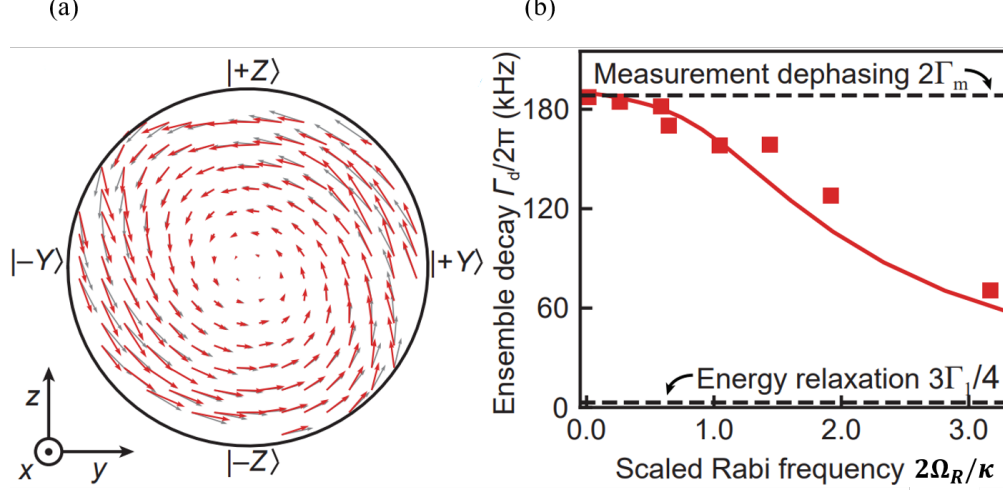 (a)
(b)
|+Z⟩
|−Y⟩
|+Y⟩
|−Z⟩
z
x
y
Ensemble decay Γd/2π (kHz)
180
120
60
0
Measurement dephasing 2Γm
Energy relaxation 3Γ1/4
0.0 1.0 2.0 3.0
Scaled Rabi frequency 2ΩR/κ